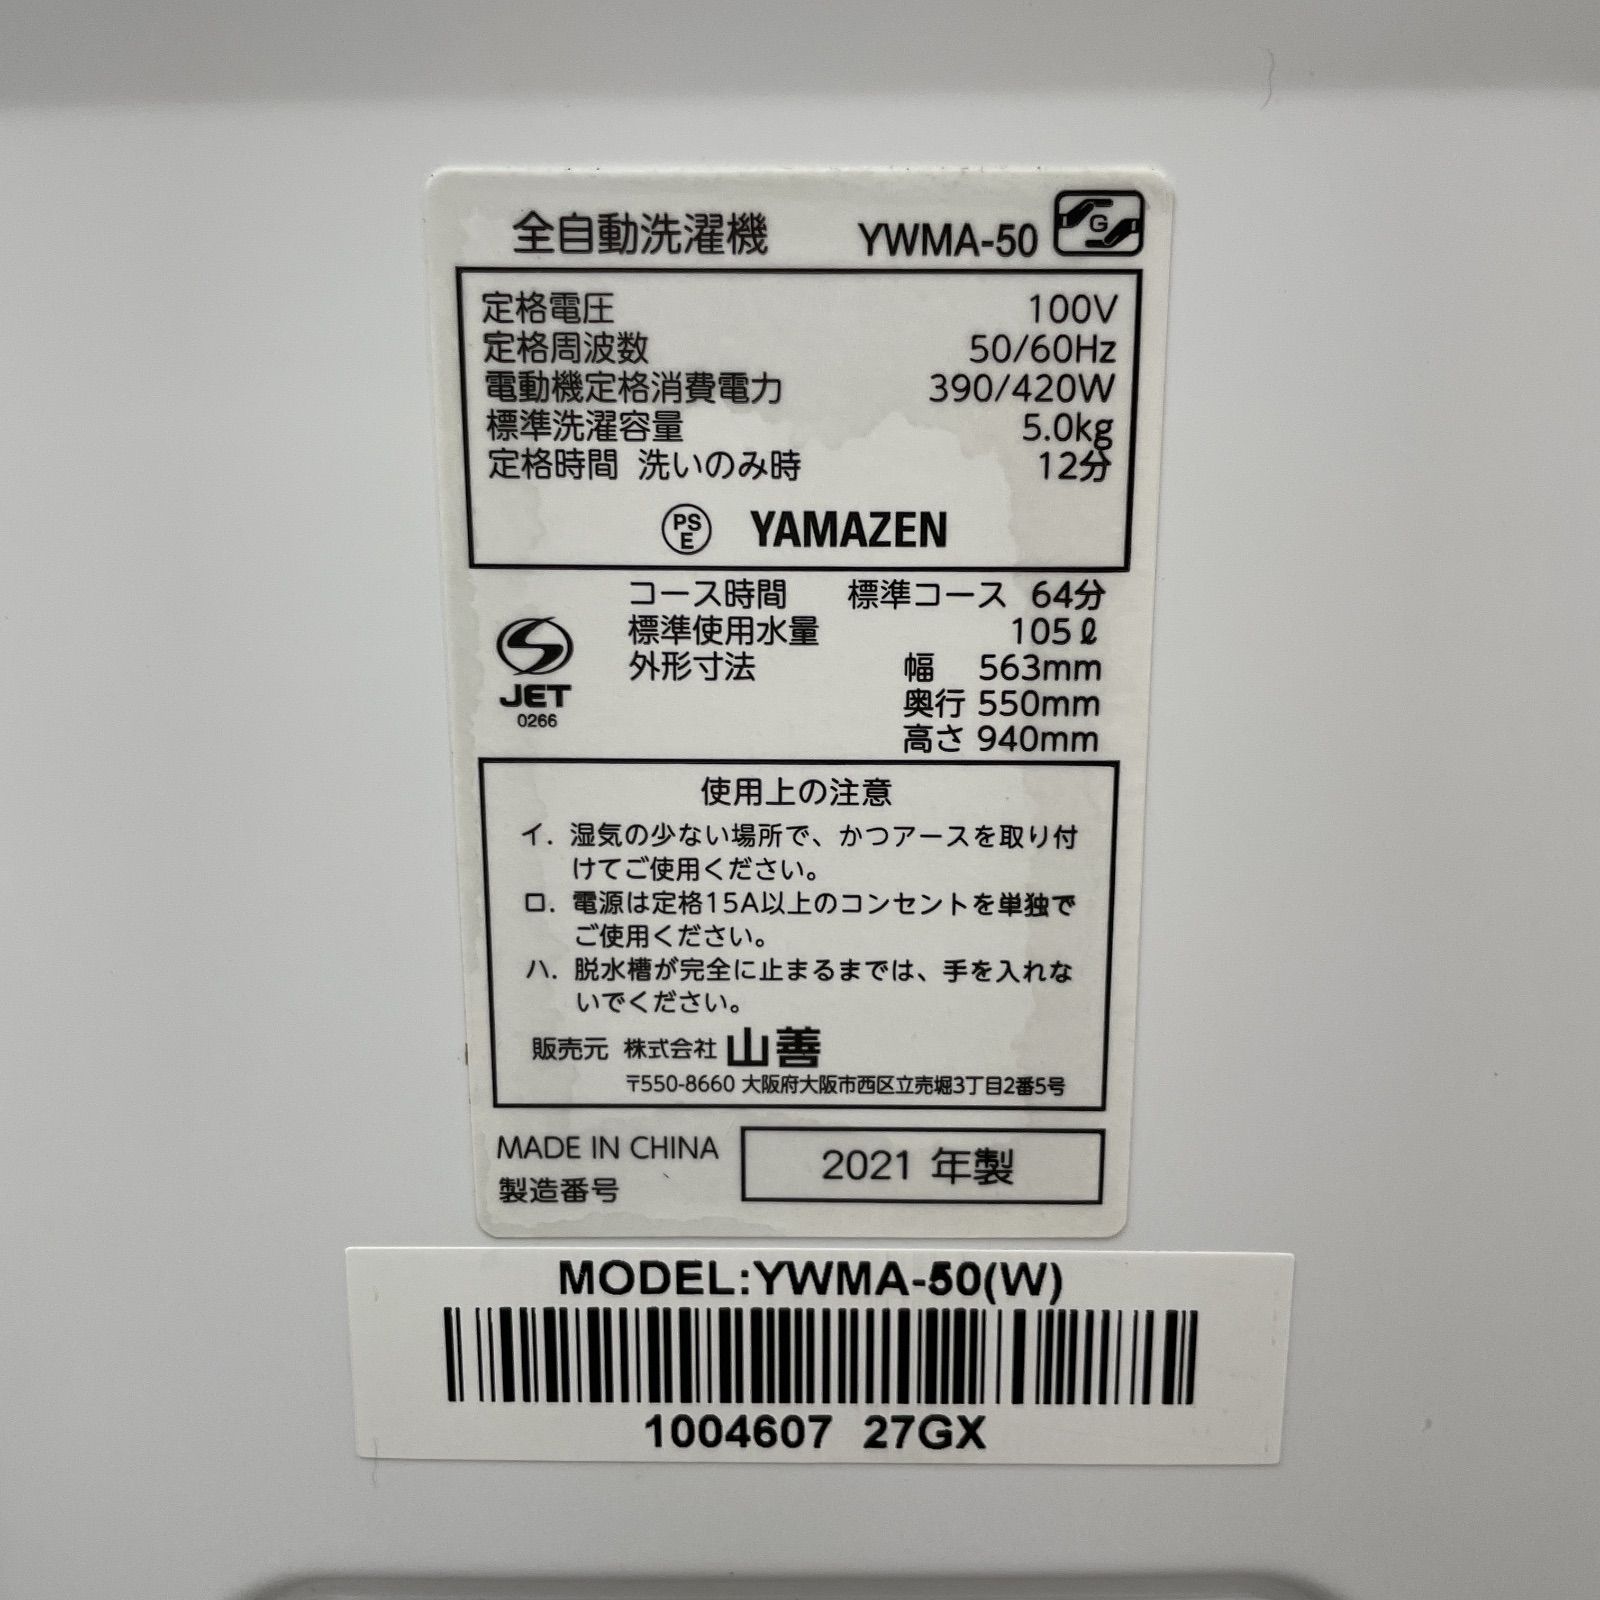 全自動洗濯機 YWMA-50 G
定格電圧 100V
定格周波数 50/60Hz
電動機定格消費電力 390/420W
標準洗濯容量 5.0kg
定格時間 洗いのみ時 12分
PS
E YAMAZEN
コース時間 標準コース 64分
標準使用水量 105ℓ
外形寸法 幅 563mm
奥行 550mm
高さ 940mm
JET
0266
使用上の注意
イ. 湿気の少ない場所で、かつアースを取り付
けてご使用ください。
ロ. 電源は定格15A以上のコンセントを単独で
ご使用ください。
ハ. 脱水槽が完全に止まるまでは、手を入れな
いでください。
販売元 株式会社 山善
〒550-8660 大阪府大阪市西区立売堀3丁目2番5号
MADE IN CHINA
製造番号
2021 年製
MODEL:YWMA-50(W)
1004607 27GX